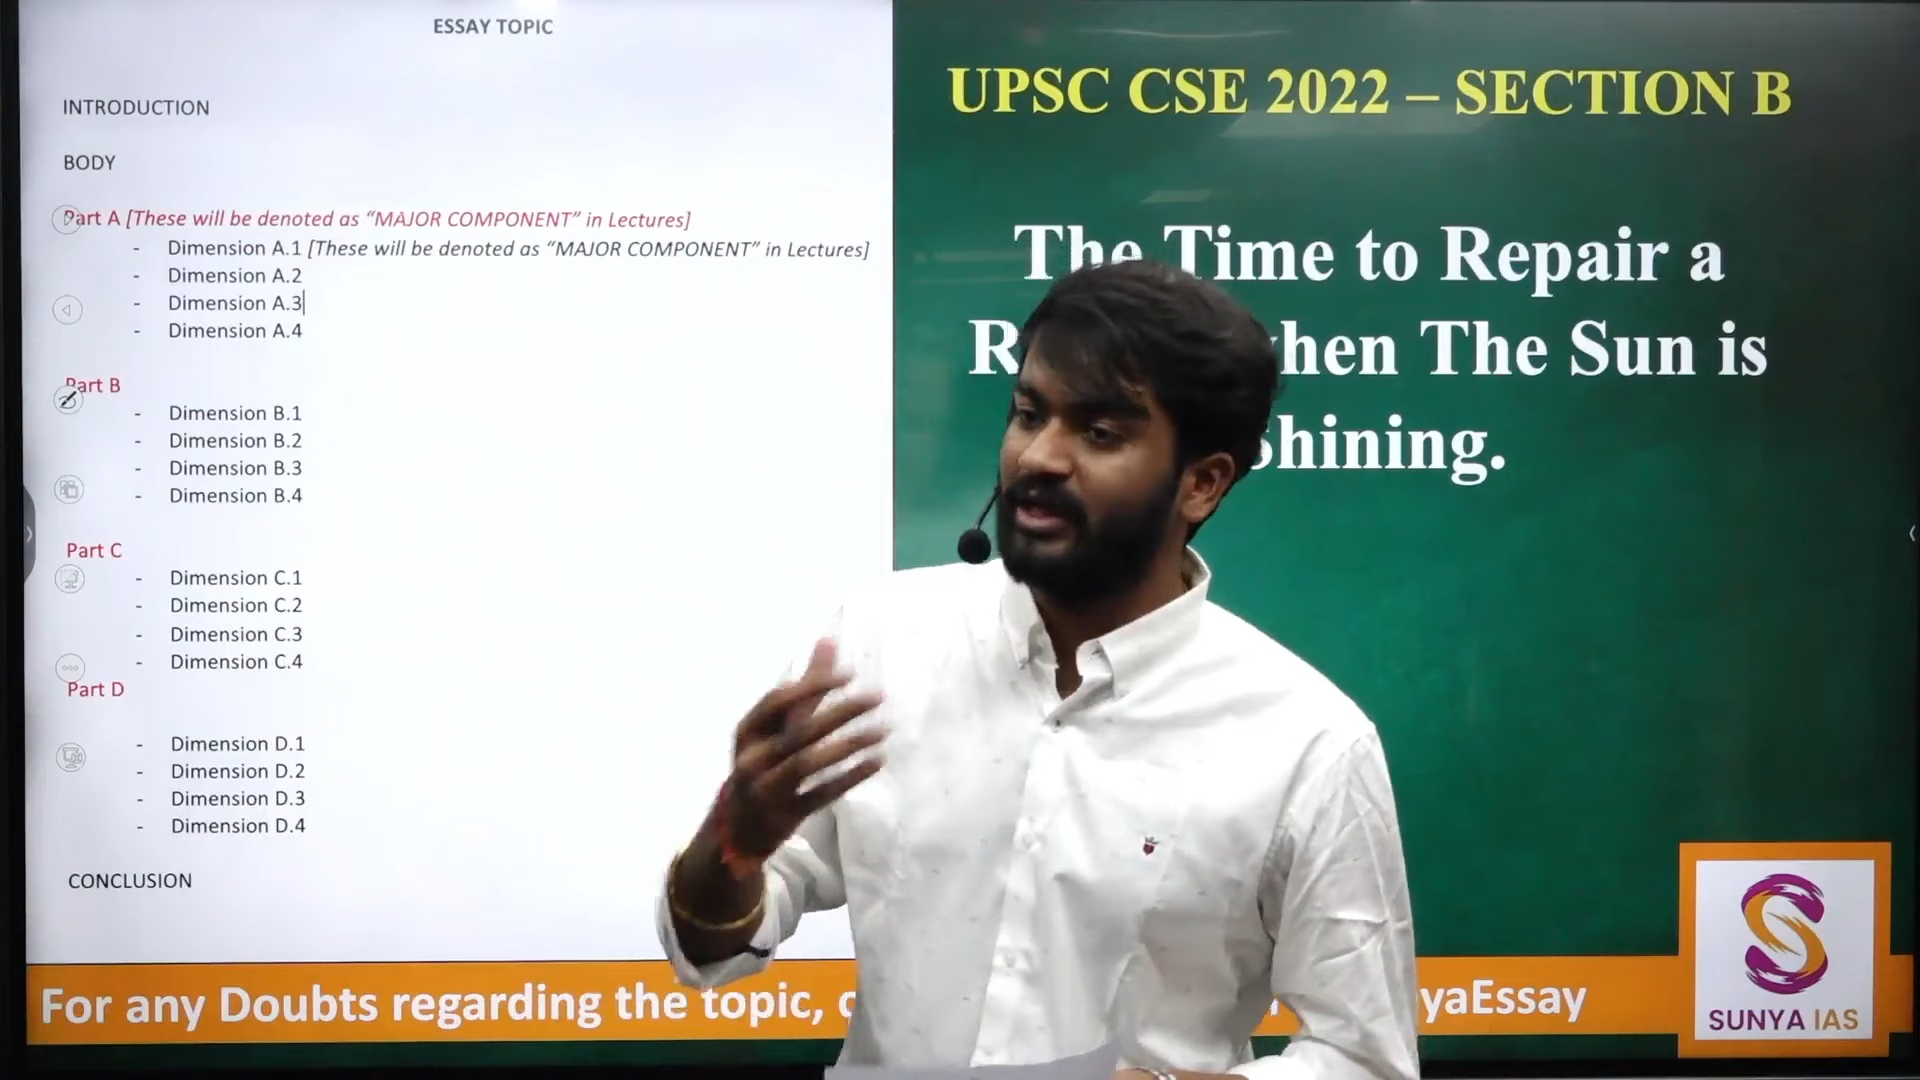 ESSAY TOPIC
INTRODUCTION
BODY
Part A [These will be denoted as “MAJOR COMPONENT” in Lectures]
- Dimension A.1 [These will be denoted as “MAJOR COMPONENT” in Lectures]
- Dimension A.2
- Dimension A.3
- Dimension A.4
Part B
- Dimension B.1
- Dimension B.2
- Dimension B.3
- Dimension B.4
Part C
- Dimension C.1
- Dimension C.2
- Dimension C.3
- Dimension C.4
Part D
- Dimension D.1
- Dimension D.2
- Dimension D.3
- Dimension D.4
CONCLUSION
UPSC CSE 2022 – SECTION B
The Time to Repair a
The Sun is
Shining.
For any Doubts regarding the topic,
SUNYA IAS